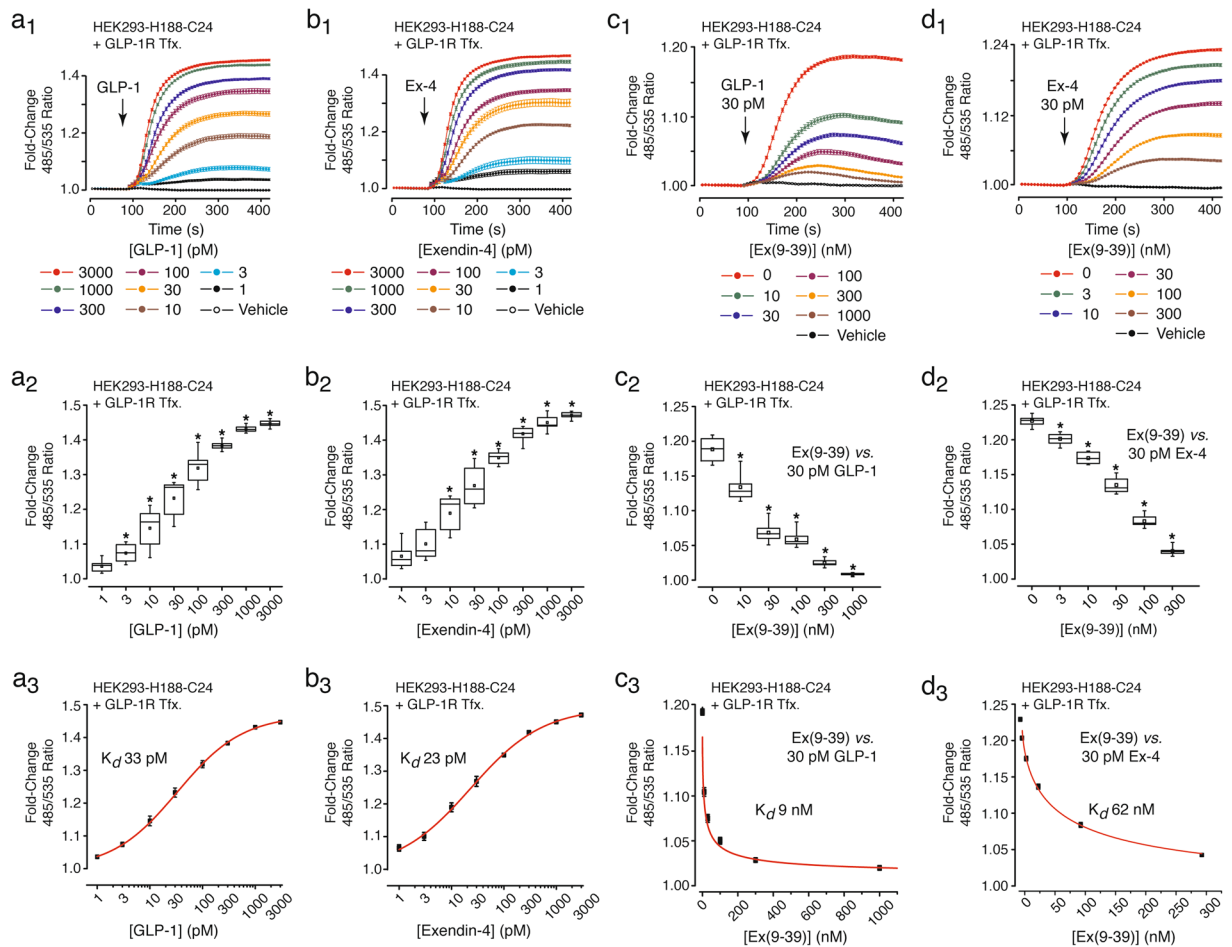 a1
HEK293-H188-C24
+ GLP-1R Tfx.
Fold-Change
485/535 Ratio
1.4
1.2
1.0
GLP-1
0 100 200 300 400
Time (s)
[GLP-1] (pM)
3000 100 3
1000 30 1
300 10 Vehicle
b1
HEK293-H188-C24
+ GLP-1R Tfx.
Fold-Change
485/535 Ratio
1.4
1.2
1.0
Ex-4
0 100 200 300 400
Time (s)
[Exendin-4] (pM)
3000 100 3
1000 30 1
300 10 Vehicle
c1
HEK293-H188-C24
+ GLP-1R Tfx.
Fold-Change
485/535 Ratio
1.20
1.10
1.00
GLP-1
30 pM
0 100 200 300 400
Time (s)
[Ex(9-39)] (nM)
0 100
10 300
30 1000
Vehicle
d1
HEK293-H188-C24
+ GLP-1R Tfx.
Fold-Change
485/535 Ratio
1.24
1.16
1.12
1.00
Ex-4
30 pM
0 100 200 300 400
Time (s)
[Ex(9-39)] (nM)
0 30
3 100
10 300
Vehicle
a2
HEK293-H188-C24
+ GLP-1R Tfx.
Fold-Change
485/535 Ratio
1.5
1.4
1.3
1.2
1.1
1.0
* * * * * * *
1 3 10 30 100 300 1000 3000
[GLP-1] (pM)
b2
HEK293-H188-C24
+ GLP-1R Tfx.
Fold-Change
485/535 Ratio
1.5
1.4
1.3
1.2
1.1
1.0
* * * * * *
1 3 10 30 100 300 1000 3000
[Exendin-4] (pM)
c2
HEK293-H188-C24
+ GLP-1R Tfx.
Fold-Change
485/535 Ratio
1.25
1.20
1.15
1.10
1.05
1.00
Ex(9-39) vs.
30 pM GLP-1
* * * * *
0 10 30 100 300 1000
[Ex(9-39)] (nM)
d2
HEK293-H188-C24
+ GLP-1R Tfx.
Fold-Change
485/535 Ratio
1.25
1.20
1.15
1.10
1.05
1.00
Ex(9-39) vs.
30 pM Ex-4
* * * * *
0 3 10 30 100 300
[Ex(9-39)] (nM)
a3
HEK293-H188-C24
+ GLP-1R Tfx.
Fold-Change
485/535 Ratio
1.5
1.4
1.3
1.2
1.1
1.0
Kd 33 pM
1 3 10 30 100 300 1000 3000
[GLP-1] (pM)
b3
HEK293-H188-C24
+ GLP-1R Tfx.
Fold-Change
485/535 Ratio
1.5
1.4
1.3
1.2
1.1
1.0
Kd 23 pM
1 3 10 30 100 300 1000 3000
[Exendin-4] (pM)
c3
HEK293-H188-C24
+ GLP-1R Tfx.
Fold-Change
485/535 Ratio
1.20
1.15
1.10
1.05
1.00
Ex(9-39) vs.
30 pM GLP-1
Kd 9 nM
0 200 400 600 800 1000
[Ex(9-39)] (nM)
d3
HEK293-H188-C24
+ GLP-1R Tfx.
Fold-Change
485/535 Ratio
1.25
1.20
1.15
1.10
1.05
1.00
Ex(9-39) vs.
30 pM Ex-4
Kd 62 nM
0 50 100 150 200 250 300
[Ex(9-39)] (nM)